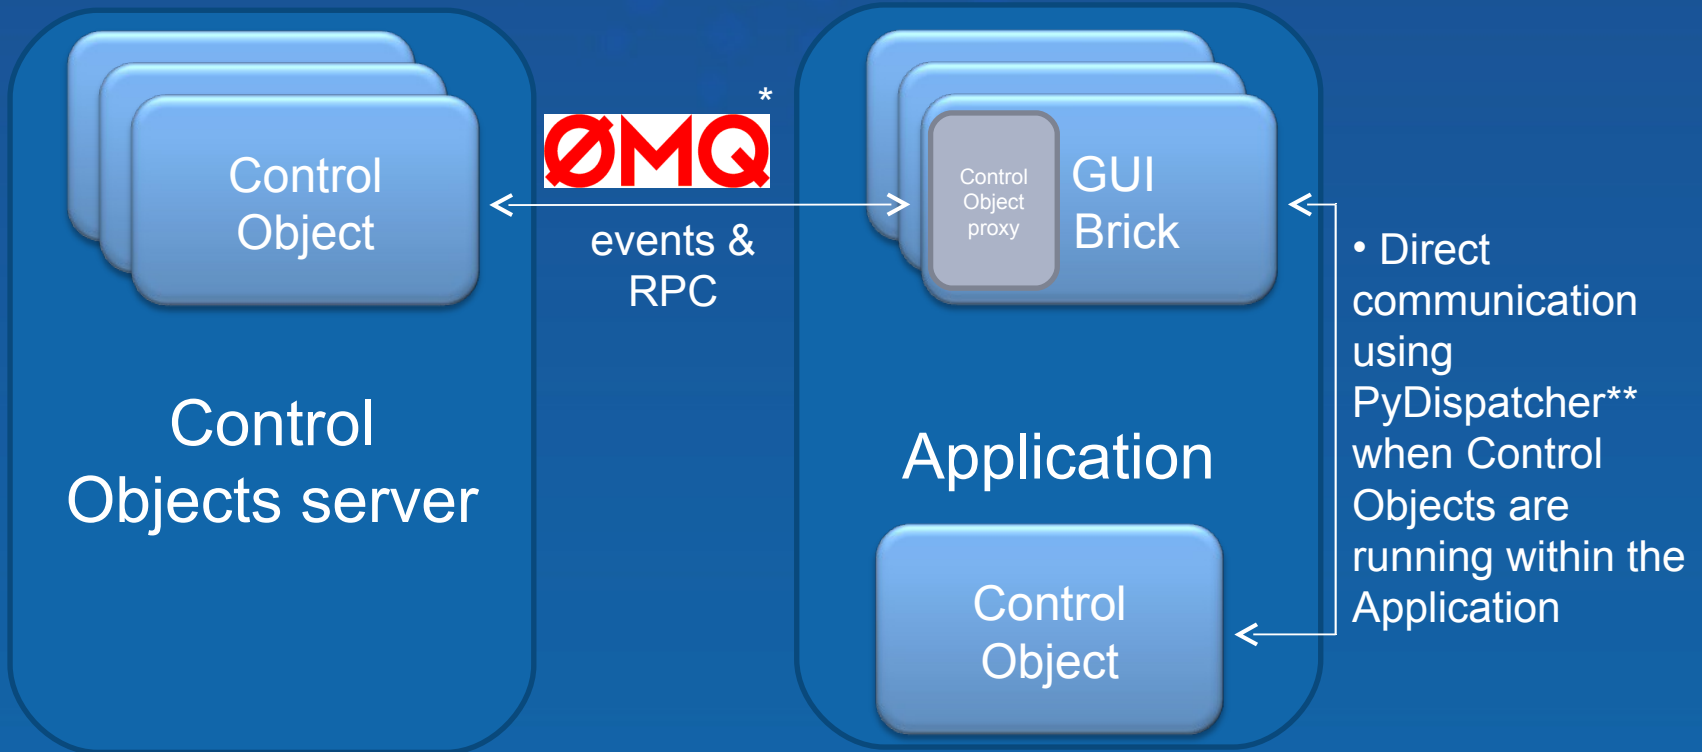 Control
Object
*
ØMQ
events &
RPC
Control
Objects server
Control
Object
proxy
GUI
Brick
Application
Control
Object
• Direct
communication
using
PyDispatcher**
when Control
Objects are
running within the
Application